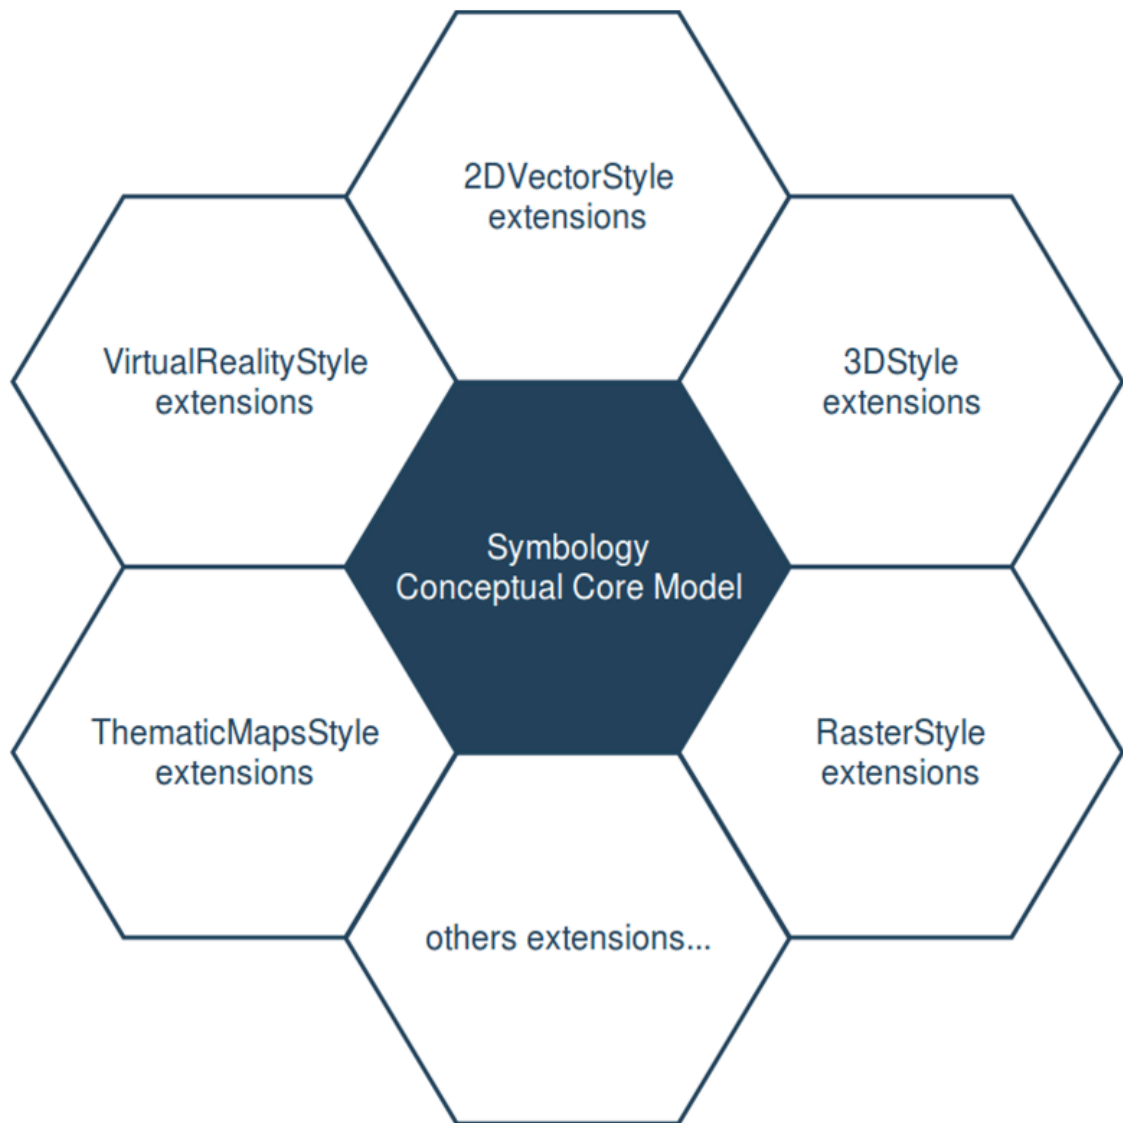 2DVectorStyle
extensions
VirtualRealityStyle
extensions
3DStyle
extensions
Symbology
Conceptual Core Model
ThematicMapsStyle
extensions
RasterStyle
extensions
others extensions...